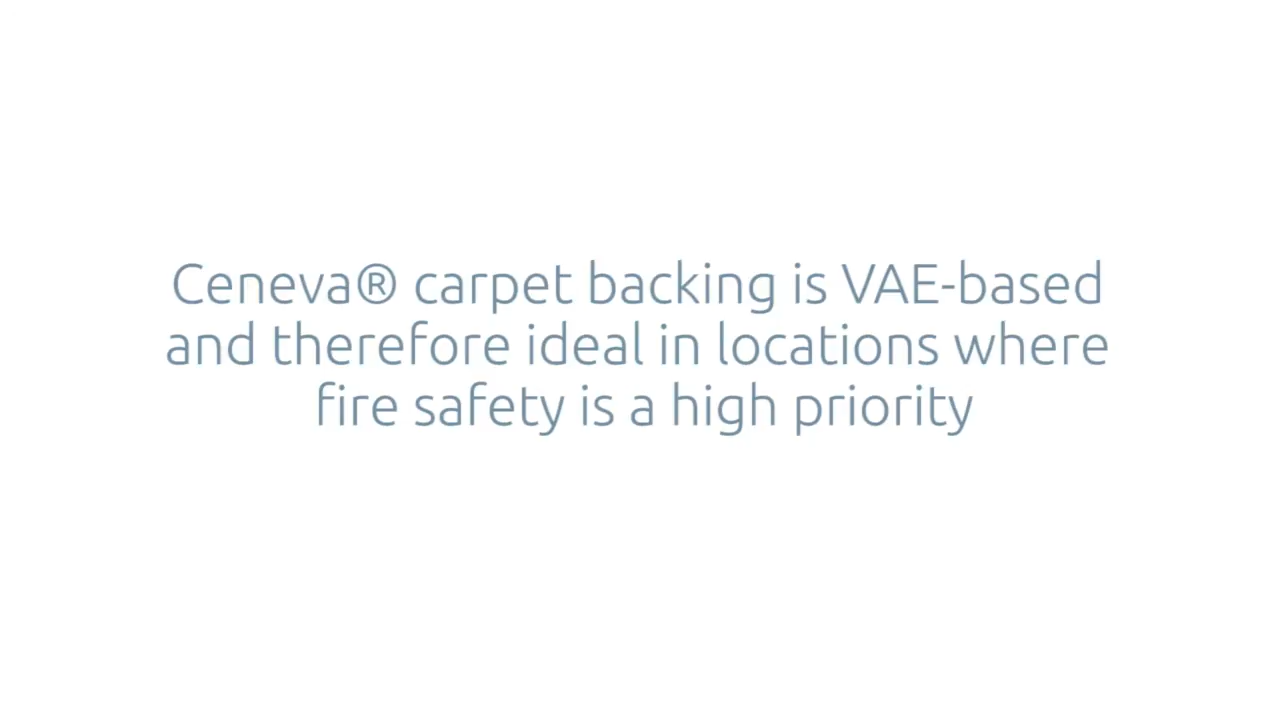 Ceneva® carpet backing is VAE-based
and therefore ideal in locations where
fire safety is a high priority